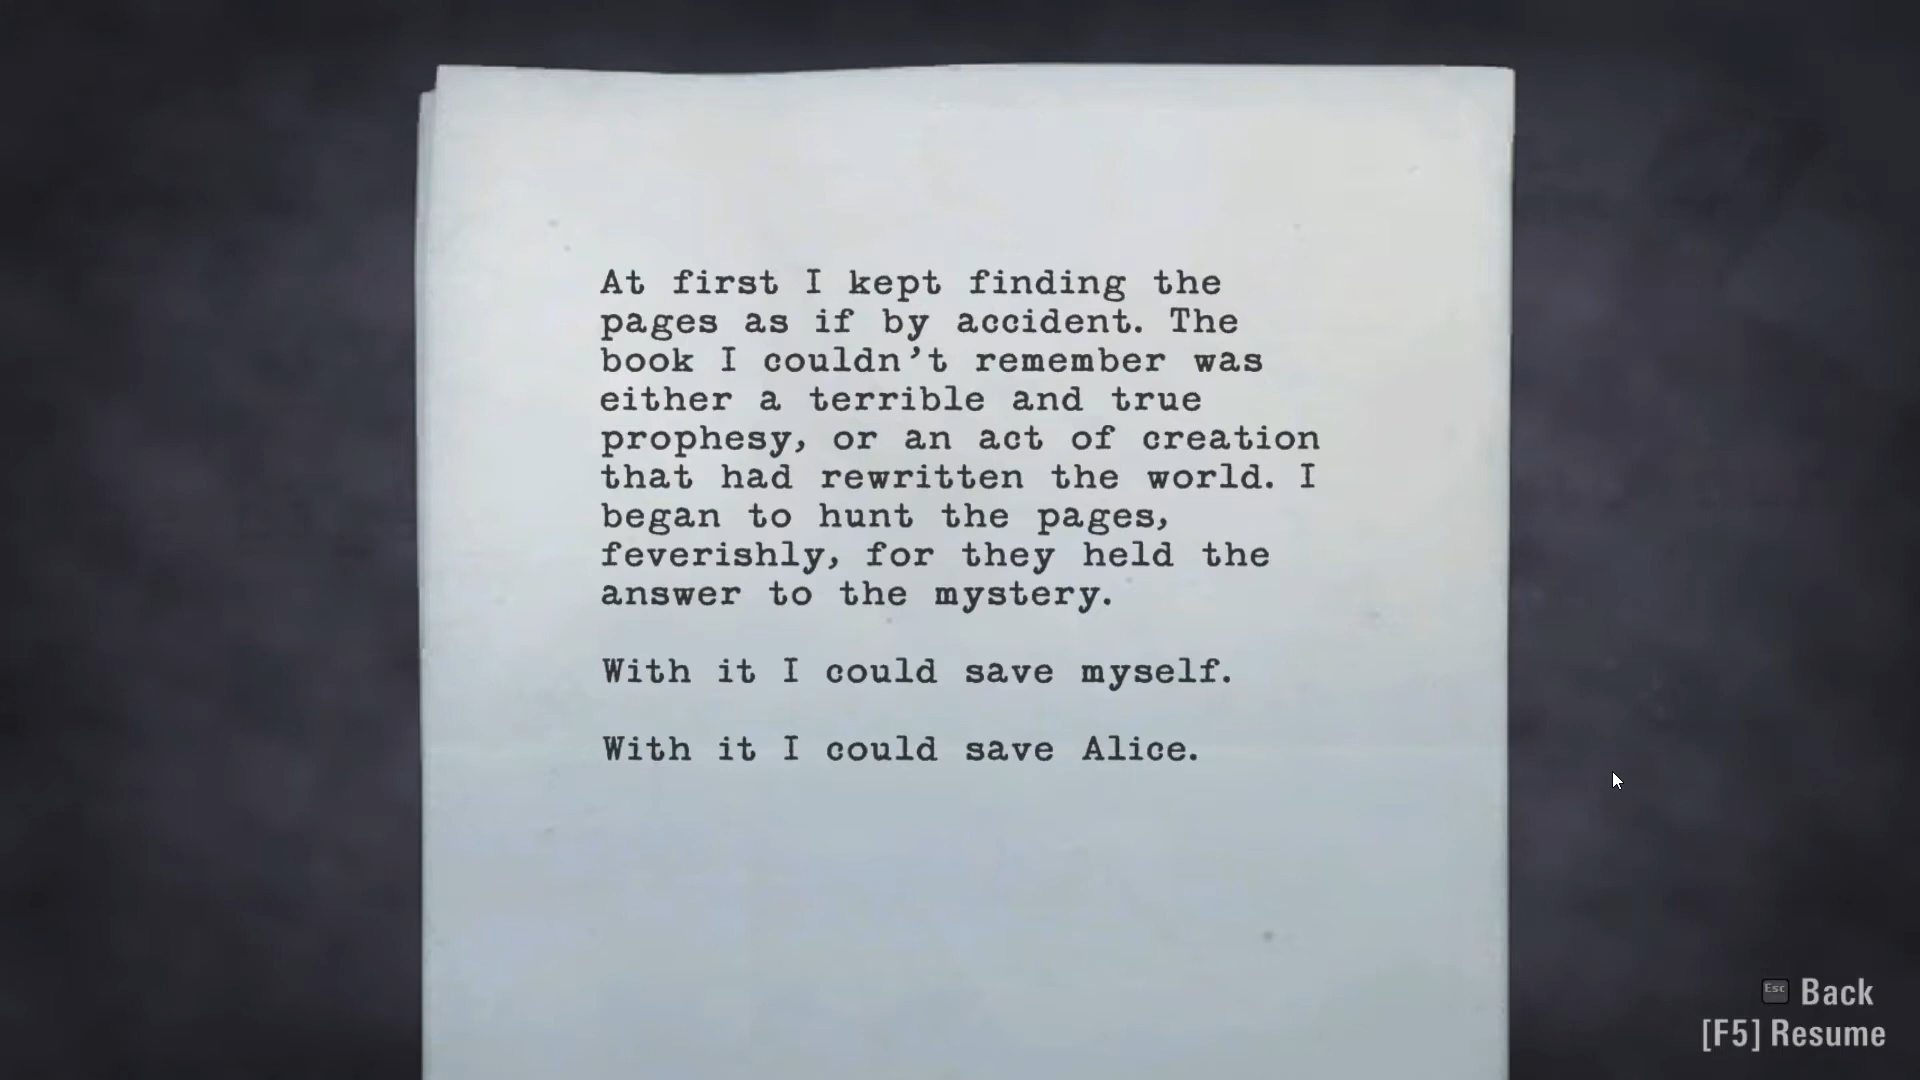 At first I kept finding the
pages as if by accident. The
book I couldn't remember was
either a terrible and true
prophesy, or an act of creation
that had rewritten the world. I
began to hunt the pages,
feverishly, for they held the
answer to the mystery.
With it I could save myself.
With it I could save Alice.
Esc Back
[F5] Resume